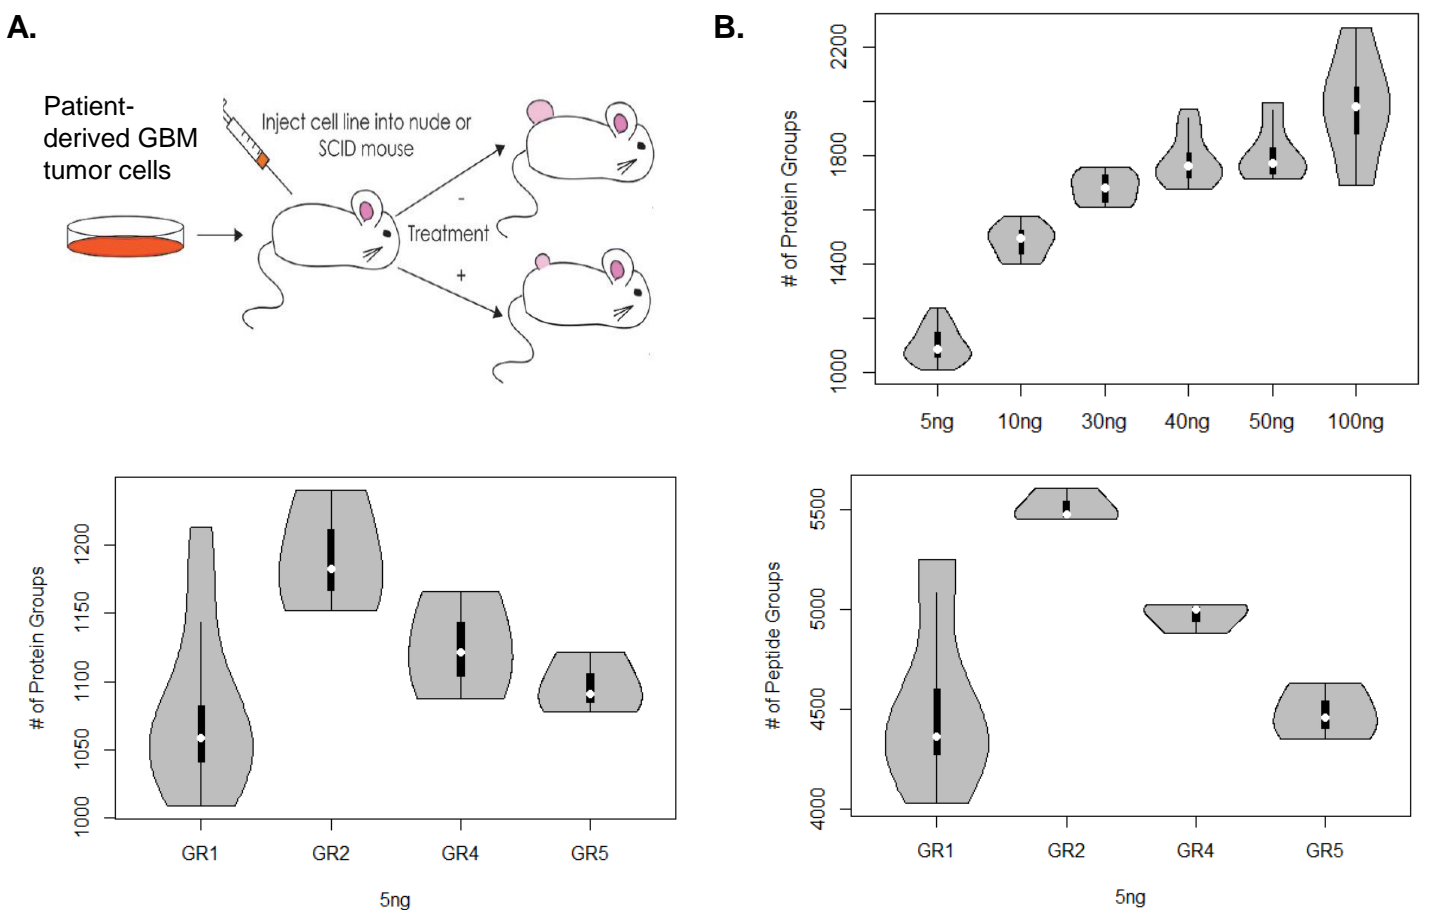 A.
Patient-
derived GBM
tumor cells
Inject cell line into nude or
SCID mouse
-
Treatment
+
B.
# of Protein Groups
2200
1800
1400
1000
5ng
10ng
30ng
40ng
50ng
100ng
# of Protein Groups
1200
1150
1100
1050
1000
GR1
GR2
GR4
GR5
5ng
# of Peptide Groups
5500
5000
4500
4000
GR1
GR2
GR4
GR5
5ng